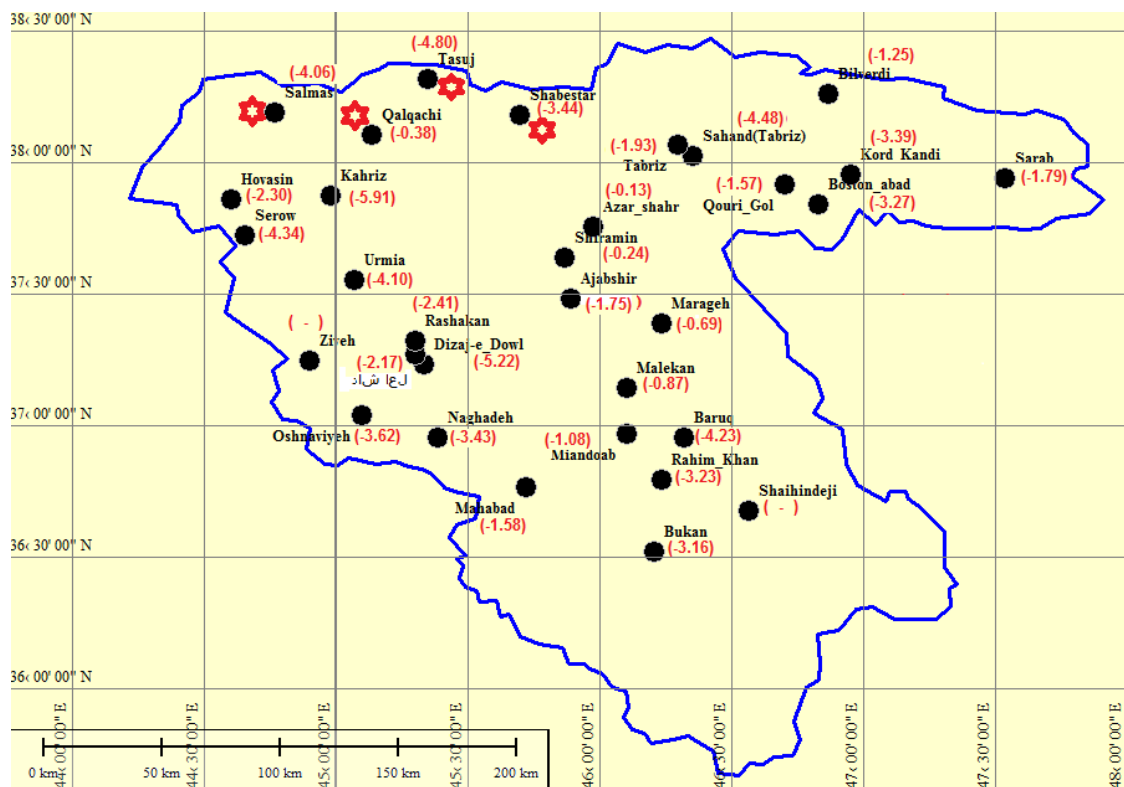 38‹ 30' 00" N
(-4.80)
Tasuj
(-1.25)
Bilverdi
(-4.06)
Salmas
Shabestar
(-3.44)
Qalqachi
(-0.38)
(-4.48)
Sahand(Tabriz)
(-1.93)
Tabriz
(-3.39)
Kord_Kandi
38‹ 00' 00" N
Sarab
(-1.79)
Hovasin
(-2.30)
Kahriz
(-5.91)
(-0.13)
Azar_shahr
(-1.57)
Qouri_Gol
Boston_abad
(-3.27)
Serow
(-4.34)
Shiramin
(-0.24)
Urmia
(-4.10)
Ajabshir
(-1.75) )
37‹ 30' 00" N
(-2.41)
Rashakan
Marageh
(-0.69)
( - )
Ziveh
Dizaj-e_Dowl
(-2.17)
(-5.22)
داش اعل
Malekan
(-0.87)
37‹ 00' 00" N
Oshnaviyeh (-3.62)
Naghadeh
(-3.43)
(-1.08)
Miandoab
Baruq
(-4.23)
Rahim_Khan
(-3.23)
Mahabad
(-1.58)
Shaihindeji
( - )
Bukan
(-3.16)
36‹ 30' 00" N
36‹ 00' 00" N
0 km
50 km
100 km
150 km
200 km
44‹ 00' 00" E
44‹ 30' 00" E
45‹ 00' 00" E
45‹ 30' 00" E
46‹ 00' 00" E
46‹ 30' 00" E
47‹ 00' 00" E
47‹ 30' 00" E
48‹ 00' 00" E